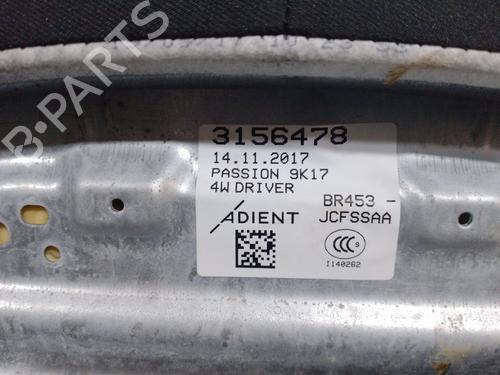 B-PARTS
3156478
14.11.2017
PASSION 9K17
4W DRIVER
BR453 -
ADIENT
JCFSSAA
CCC
S
I140262